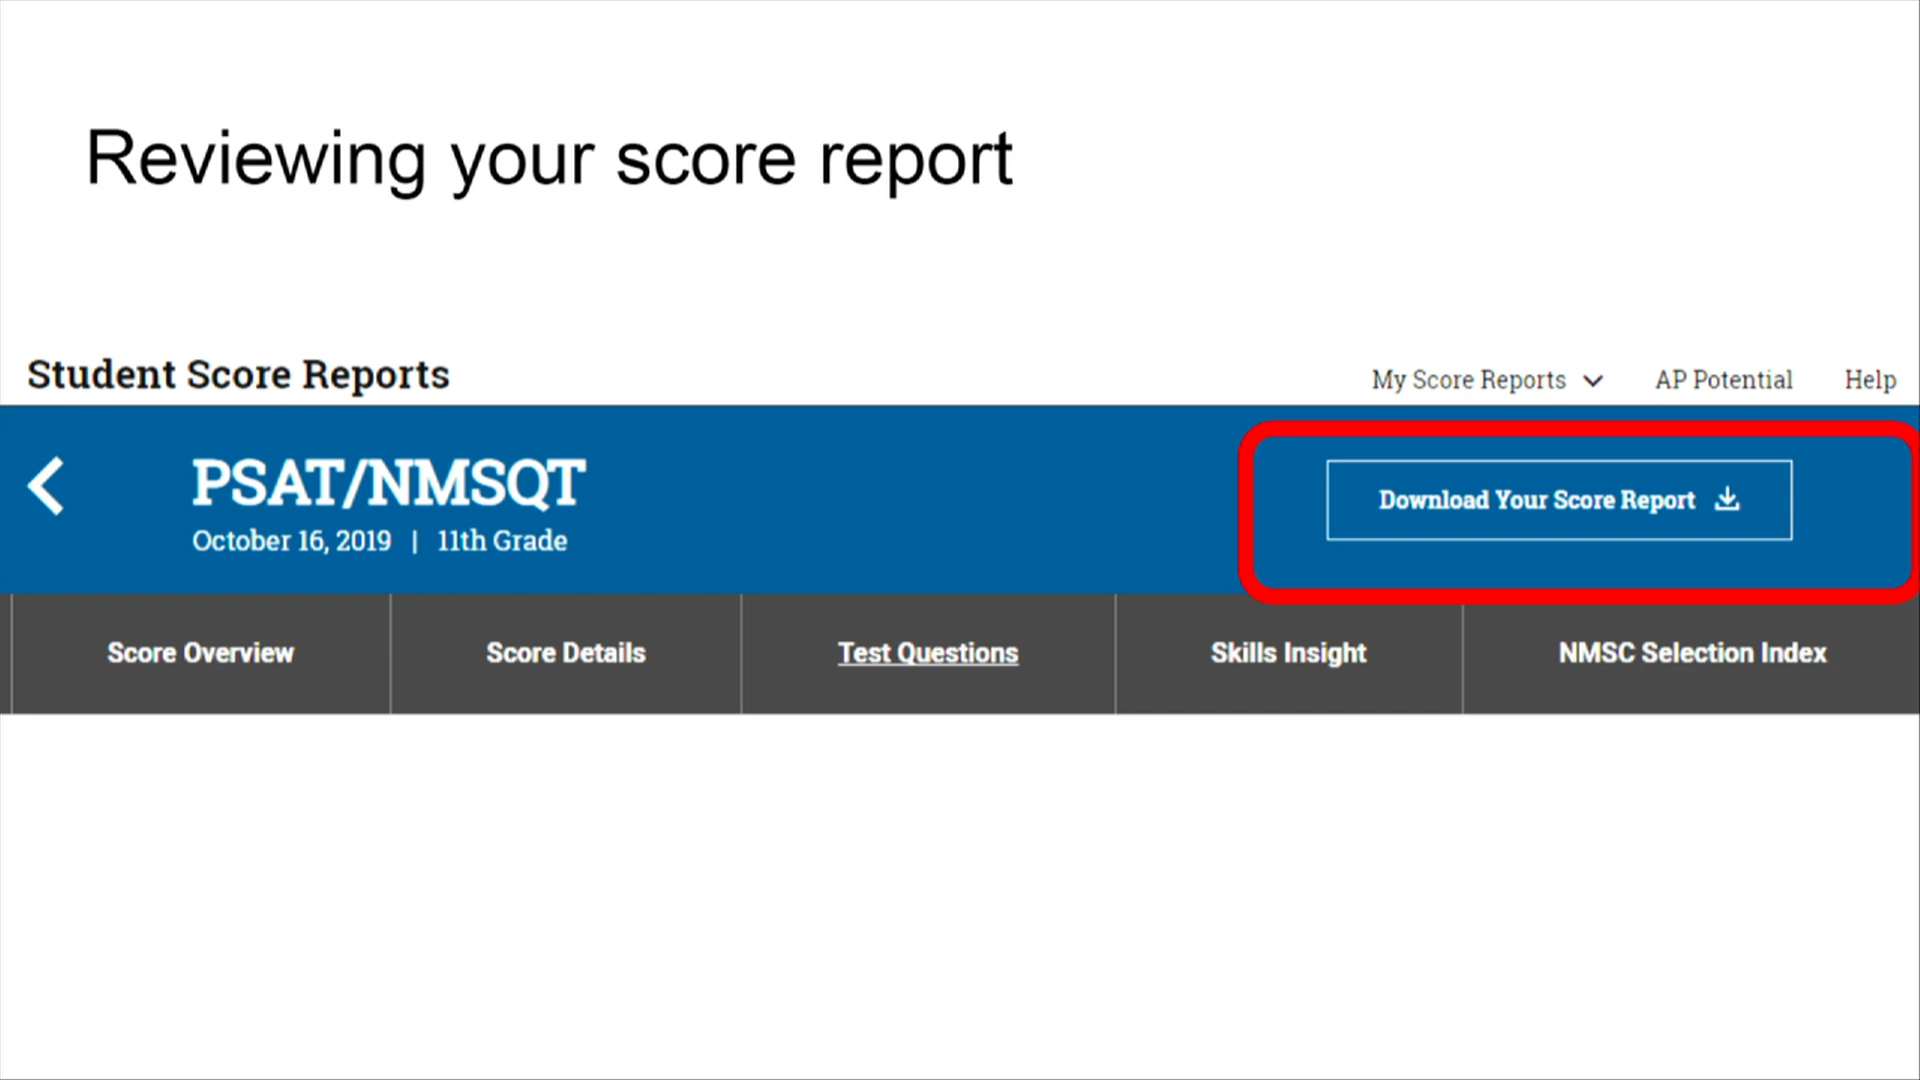 Reviewing your score report
Student Score Reports
My Score Reports AP Potential Help
PSAT/NMSQT
October 16, 2019 | 11th Grade
Download Your Score Report
Score Overview Score Details Test Questions Skills Insight NMSC Selection Index